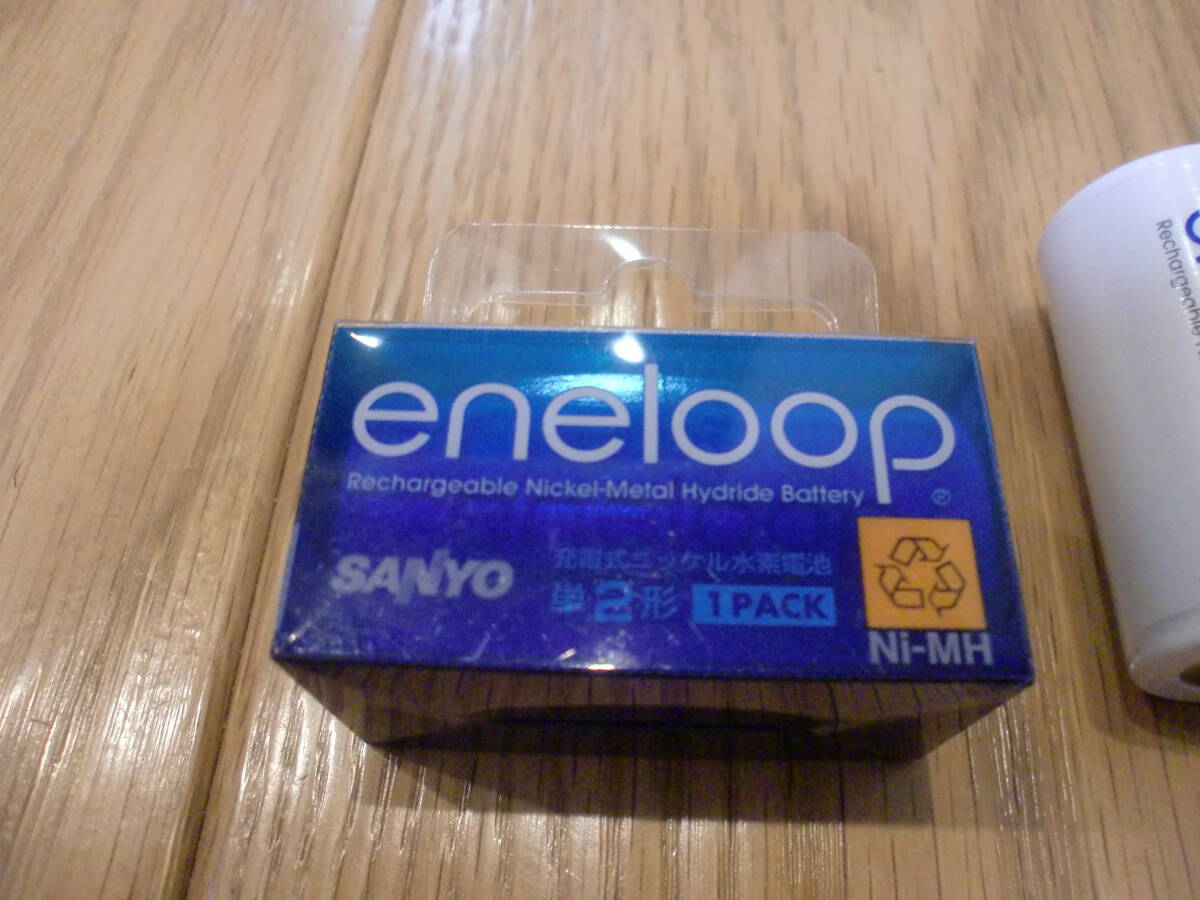 eneloop
Rechargeable Nickel-Metal Hydride Battery ®
SANYO
充電式ニッケル水素電池
単2形 1 PACK
Ni-MH
Rechargeable